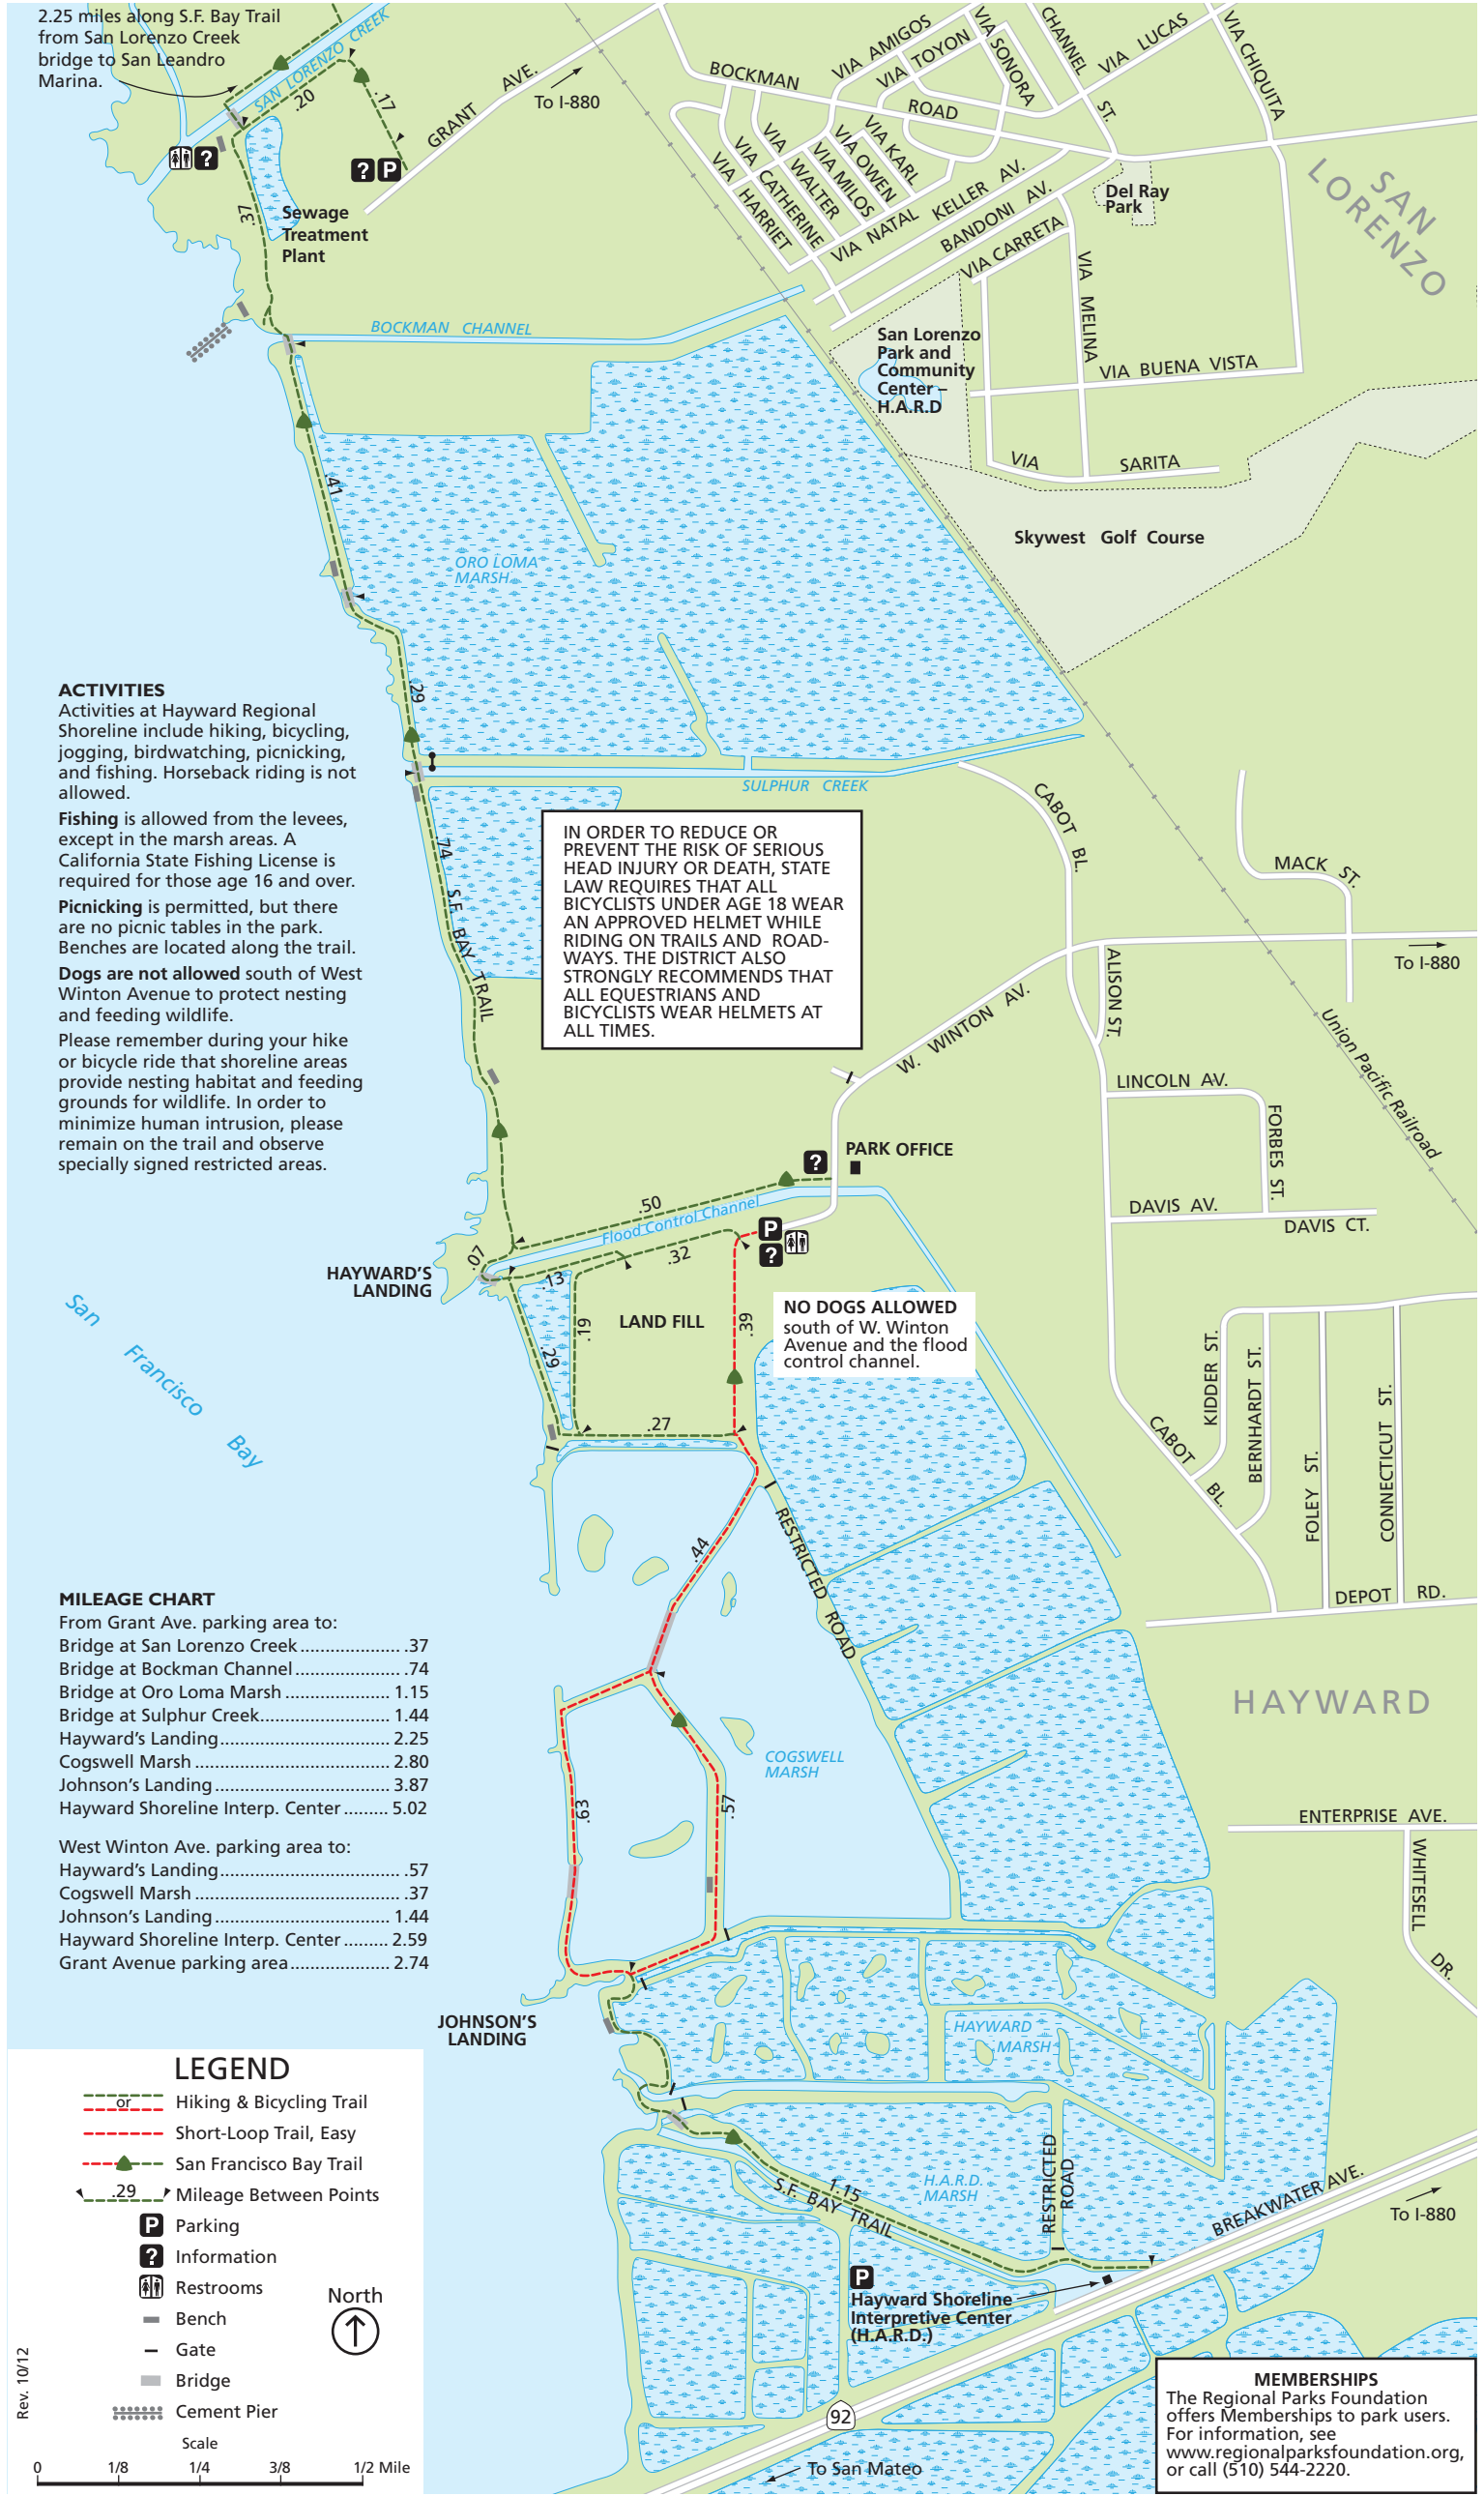 2.25 miles along S.F. Bay Trail
from San Lorenzo Creek
bridge to San Leandro
Marina.
SAN LORENZO CREEK
.20
.17
GRANT AVE.
To I-880
BOCKMAN ROAD
VIA AMIGOS
VIA TOYON
VIA SONORA
CHANNEL ST.
VIA LUCAS
VIA CHIQUITA
VIA HARRIET
VIA CATHERINE
VIA WALTER
VIA MILOS
VIA OWEN
VIA KARL
VIA NATAL
KELLER AV.
BANDONI AV.
VIA CARRETA
Del Ray
Park
SAN
LORENZO
?
? P
.37
Sewage
Treatment
Plant
VIA MELINA
BOCKMAN CHANNEL
San Lorenzo
Park and
Community
Center –
H.A.R.D
VIA BUENA VISTA
VIA SARITA
.41
ORO LOMA
MARSH
Skywest Golf Course
.29
ACTIVITIES
Activities at Hayward Regional
Shoreline include hiking, bicycling,
jogging, birdwatching, picnicking,
and fishing. Horseback riding is not
allowed.
Fishing is allowed from the levees,
except in the marsh areas. A
California State Fishing License is
required for those age 16 and over.
Picnicking is permitted, but there
are no picnic tables in the park.
Benches are located along the trail.
Dogs are not allowed south of West
Winton Avenue to protect nesting
and feeding wildlife.
Please remember during your hike
or bicycle ride that shoreline areas
provide nesting habitat and feeding
grounds for wildlife. In order to
minimize human intrusion, please
remain on the trail and observe
specially signed restricted areas.
SULPHUR CREEK
.74
S.F. BAY TRAIL
IN ORDER TO REDUCE OR
PREVENT THE RISK OF SERIOUS
HEAD INJURY OR DEATH, STATE
LAW REQUIRES THAT ALL
BICYCLISTS UNDER AGE 18 WEAR
AN APPROVED HELMET WHILE
RIDING ON TRAILS AND ROAD-
WAYS. THE DISTRICT ALSO
STRONGLY RECOMMENDS THAT
ALL EQUESTRIANS AND
BICYCLISTS WEAR HELMETS AT
ALL TIMES.
CABOT BL.
MACK ST.
To I-880
ALISON ST.
W. WINTON AV.
Union Pacific Railroad
LINCOLN AV.
FORBES ST.
DAVIS AV.
DAVIS CT.
? PARK OFFICE
.50
Flood Control Channel
P
?
.07
.32
.13
HAYWARD'S
LANDING
LAND FILL
.19
.29
.39
.27
NO DOGS ALLOWED
south of W. Winton
Avenue and the flood
control channel.
San Francisco Bay
KIDDER ST.
BERNHARDT ST.
FOLEY ST.
CONNECTICUT ST.
CABOT BL.
DEPOT RD.
RESTRICTED ROAD
.44
HAYWARD
MILEAGE CHART
From Grant Ave. parking area to:
Bridge at San Lorenzo Creek .................... .37
Bridge at Bockman Channel ..................... .74
Bridge at Oro Loma Marsh .................... 1.15
Bridge at Sulphur Creek......................... 1.44
Hayward's Landing................................ 2.25
Cogswell Marsh ..................................... 2.80
Johnson's Landing ................................. 3.87
Hayward Shoreline Interp. Center ......... 5.02
West Winton Ave. parking area to:
Hayward's Landing.................................. .57
Cogswell Marsh ....................................... .37
Johnson's Landing ................................. 1.44
Hayward Shoreline Interp. Center ......... 2.59
Grant Avenue parking area.................... 2.74
COGSWELL
MARSH
.63
.57
ENTERPRISE AVE.
WHITESELL DR.
JOHNSON'S
LANDING
HAYWARD
MARSH
H.A.R.D.
MARSH
1.15
S.F. BAY TRAIL
RESTRICTED
ROAD
BREAKWATER AVE.
To I-880
P
Hayward Shoreline
Interpretive Center
(H.A.R.D.)
92
To San Mateo
LEGEND
or Hiking & Bicycling Trail
Short-Loop Trail, Easy
San Francisco Bay Trail
.29 Mileage Between Points
P Parking
? Information
Restrooms
Bench
Gate
Bridge
Cement Pier
North
Scale
0 1/8 1/4 3/8 1/2 Mile
Rev. 10/12
MEMBERSHIPS
The Regional Parks Foundation
offers Memberships to park users.
For information, see
www.regionalparksfoundation.org,
or call (510) 544-2220.